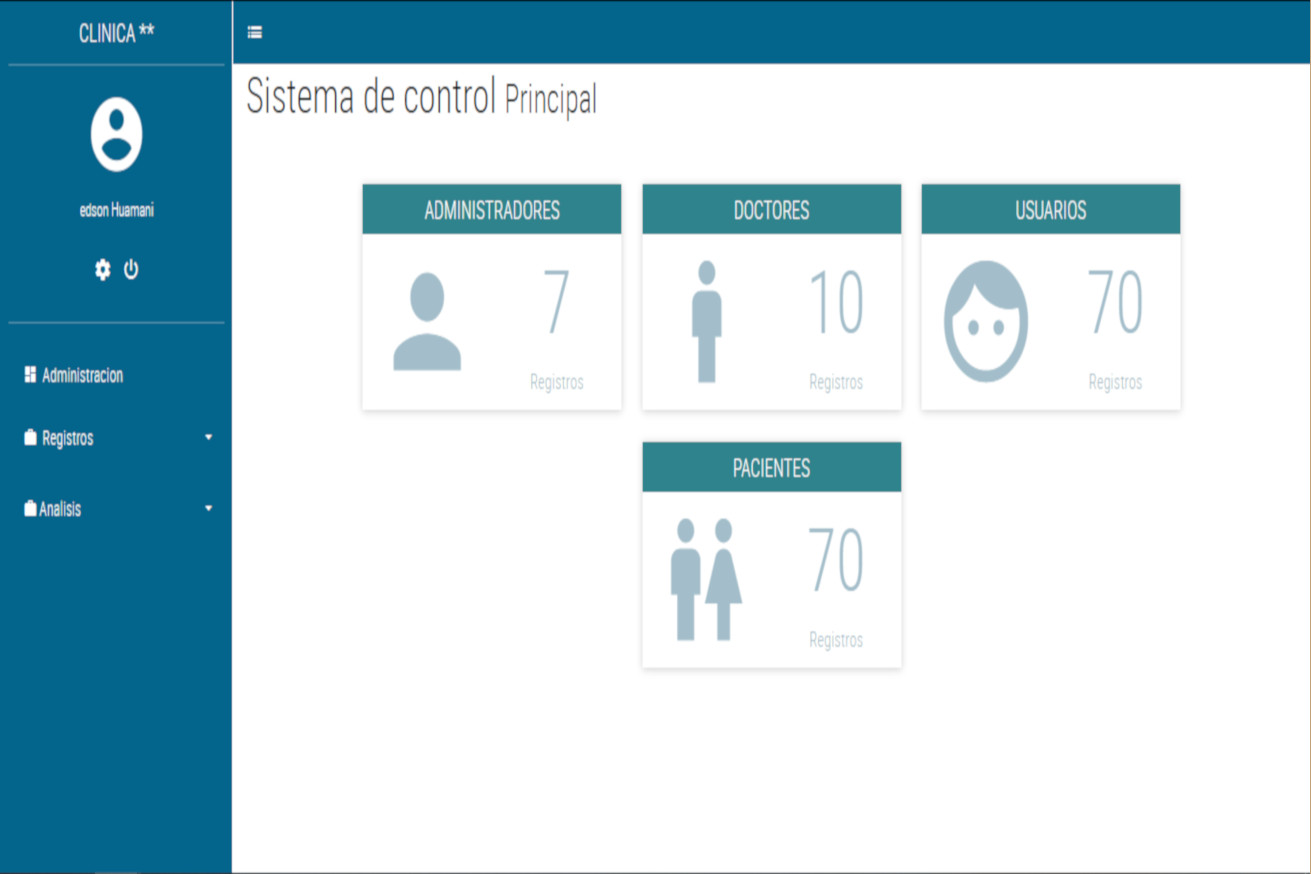 CLINICA **
edson Huamani
Administracion
Registros
Analisis
Sistema de control Principal
ADMINISTRADORES
7
Registros
DOCTORES
10
Registros
USUARIOS
70
Registros
PACIENTES
70
Registros